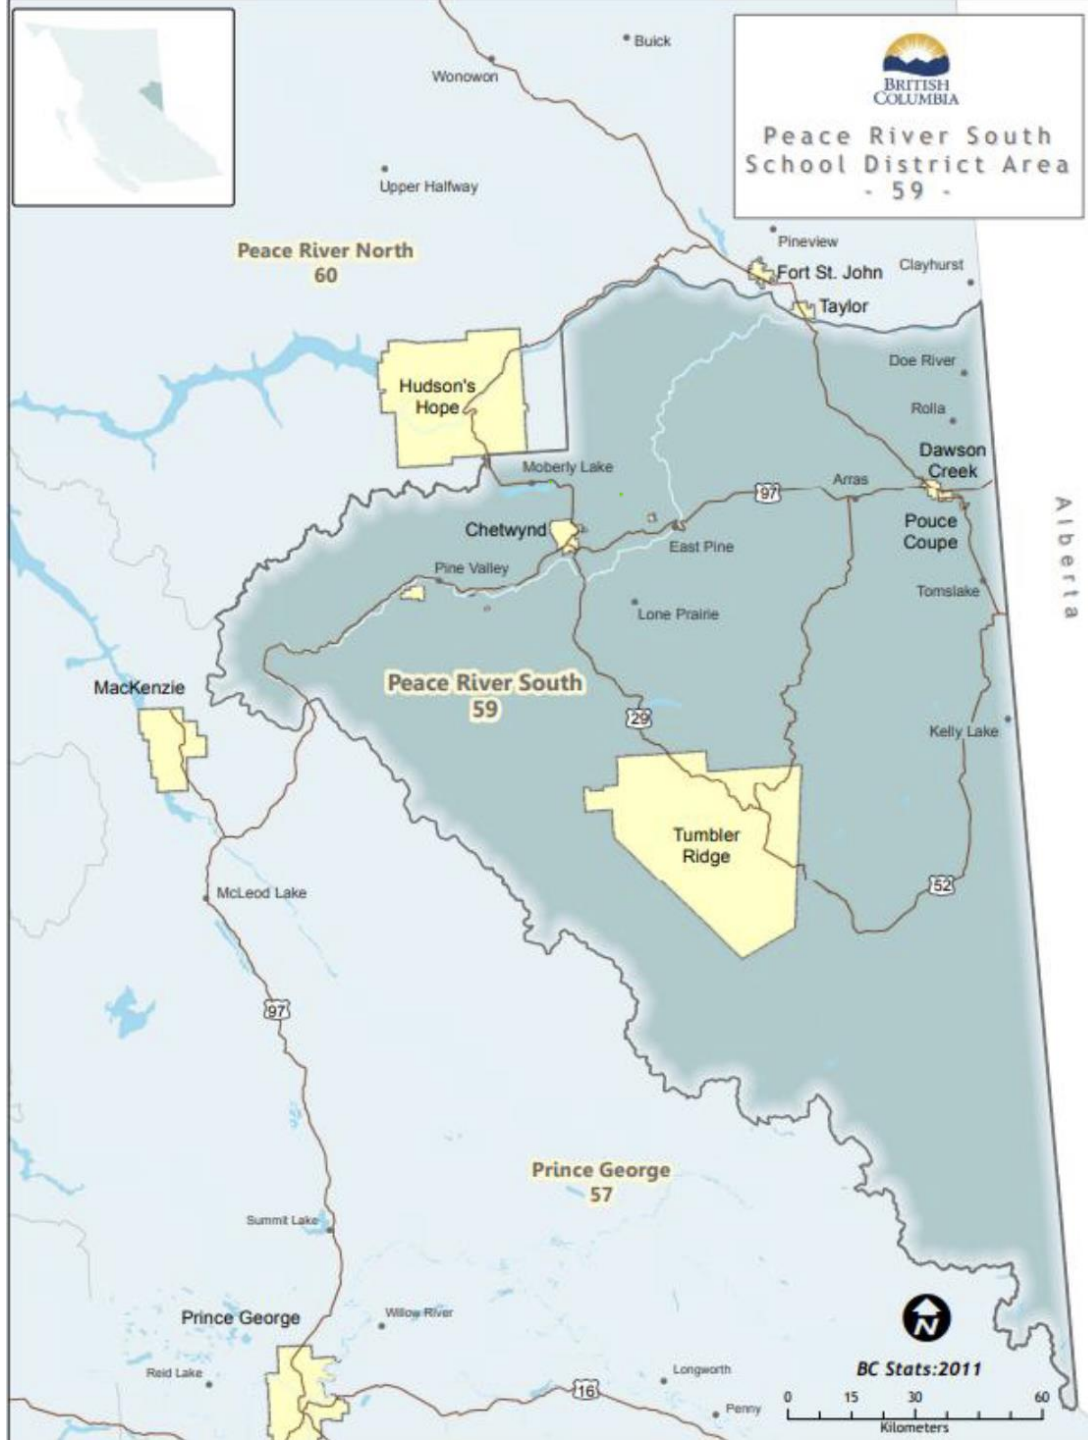 BRITISH
COLUMBIA
Peace River South
School District Area
- 59 -
Buick
Wonowon
Upper Halfway
Peace River North
60
Pineview
Fort St. John
Clayhurst
Taylor
Hudson's
Hope
Doe River
Rolla
Dawson
Creek
Moberly Lake
97
Arras
Chetwynd
Pouce
Coupe
East Pine
Alberta
Pine Valley
Tomslake
Lone Prairie
Peace River South
59
MacKenzie
29
Kelly Lake
Tumbler
Ridge
52
McLeod Lake
97
Prince George
57
Summit Lake
Prince George
Willow River
N
BC Stats:2011
Reid Lake
Longworth
16
Penny
0 15 30 60
Kilometers